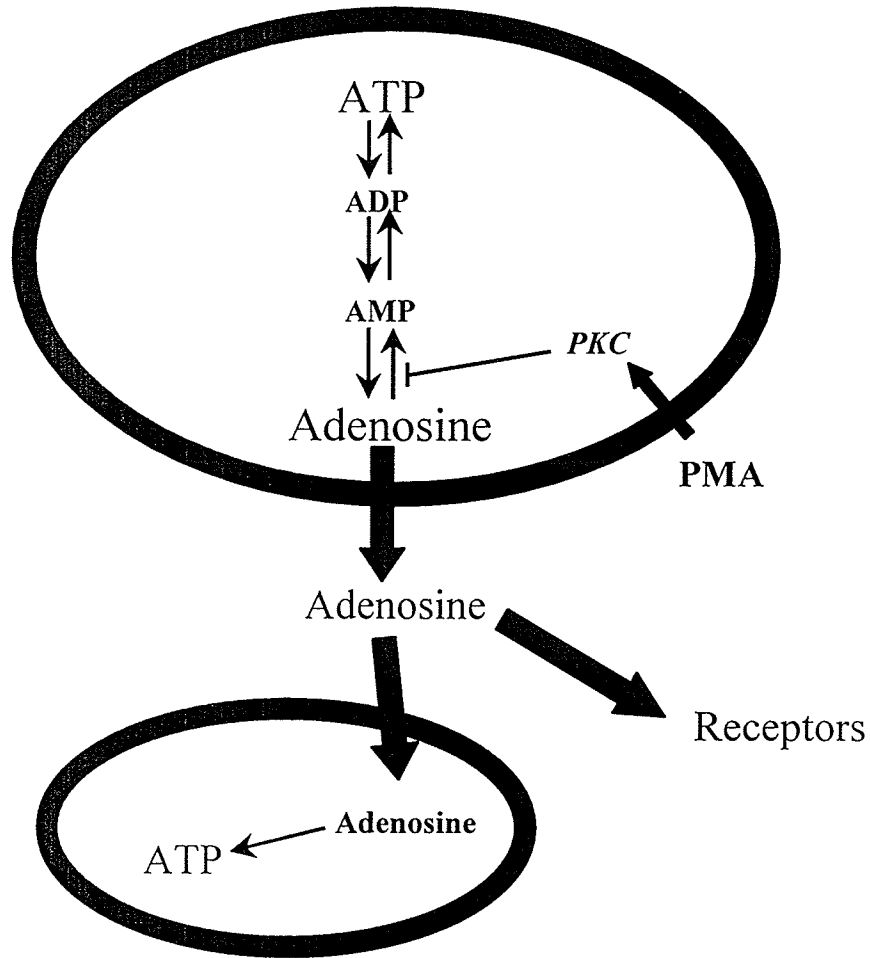 ATP
ADP
AMP
PKC
Adenosine
PMA
Adenosine
Receptors
Adenosine
ATP